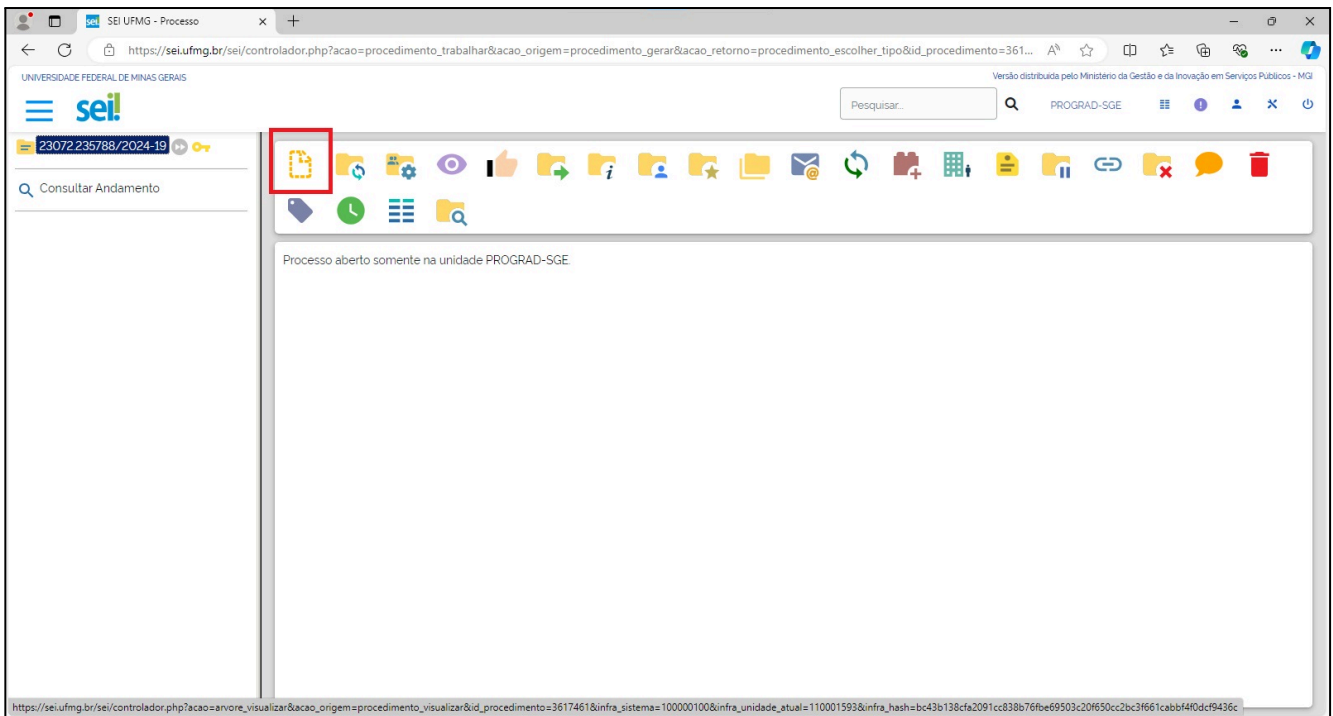 SEI UFMG - Processo
https://sei.ufmg.br/sei/controlador.php?acao=procedimento_trabalhar&acao_origem=procedimento_gerar&acao_retorno=procedimento_escolher_tipo&id_procedimento=361...
UNIVERSIDADE FEDERAL DE MINAS GERAIS
Versão distribuída pelo Ministério da Gestão e da Inovação em Serviços Públicos - MGI
sei!
Pesquisar...
PROGRAD-SGE
23072.235788/2024-19
Consultar Andamento
Processo aberto somente na unidade PROGRAD-SGE.
https://sei.ufmg.br/sei/controlador.php?acao=arvore_visualizar&acao_origem=procedimento_visualizar&id_procedimento=3617461&infra_sistema=100000100&infra_unidade_atual=110001593&infra_hash=bc43b138cfa2091cc838b76fbe69503c20f650cc2bc3f661cabbf4f0dcf9436c